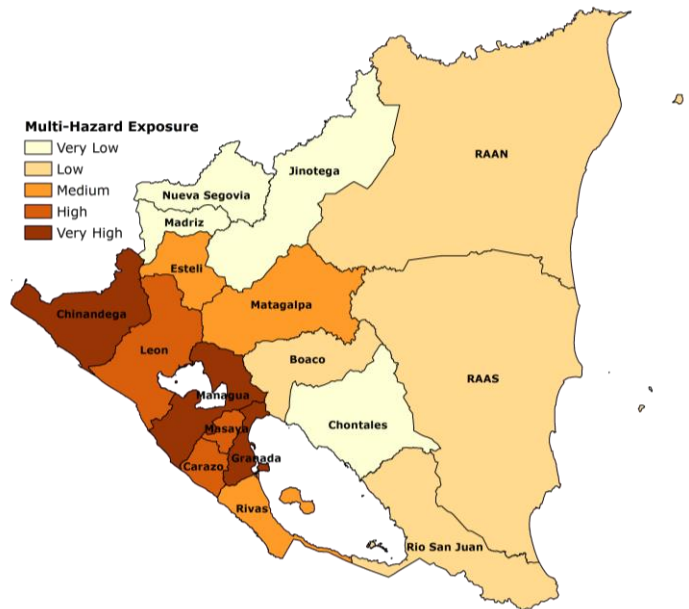 Multi-Hazard Exposure
Very Low
Low
Medium
High
Very High
RAAN
Jinotega
Nueva Segovia
Madriz
Esteli
Matagalpa
Chinandega
Leon
Boaco
RAAS
Managua
Chontales
Masaya
Granada
Carazo
Rivas
Rio San Juan